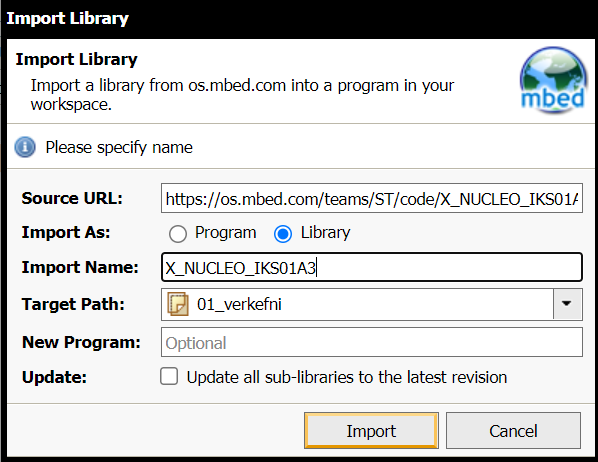 Import Library
Import Library
Import a library from os.mbed.com into a program in your
workspace.
mbed
Please specify name
Source URL: https://os.mbed.com/teams/ST/code/X_NUCLEO_IKS01A
Import As: Program Library
Import Name: X_NUCLEO_IKS01A3
Target Path: 01_verkefni
New Program: Optional
Update: Update all sub-libraries to the latest revision
Import Cancel